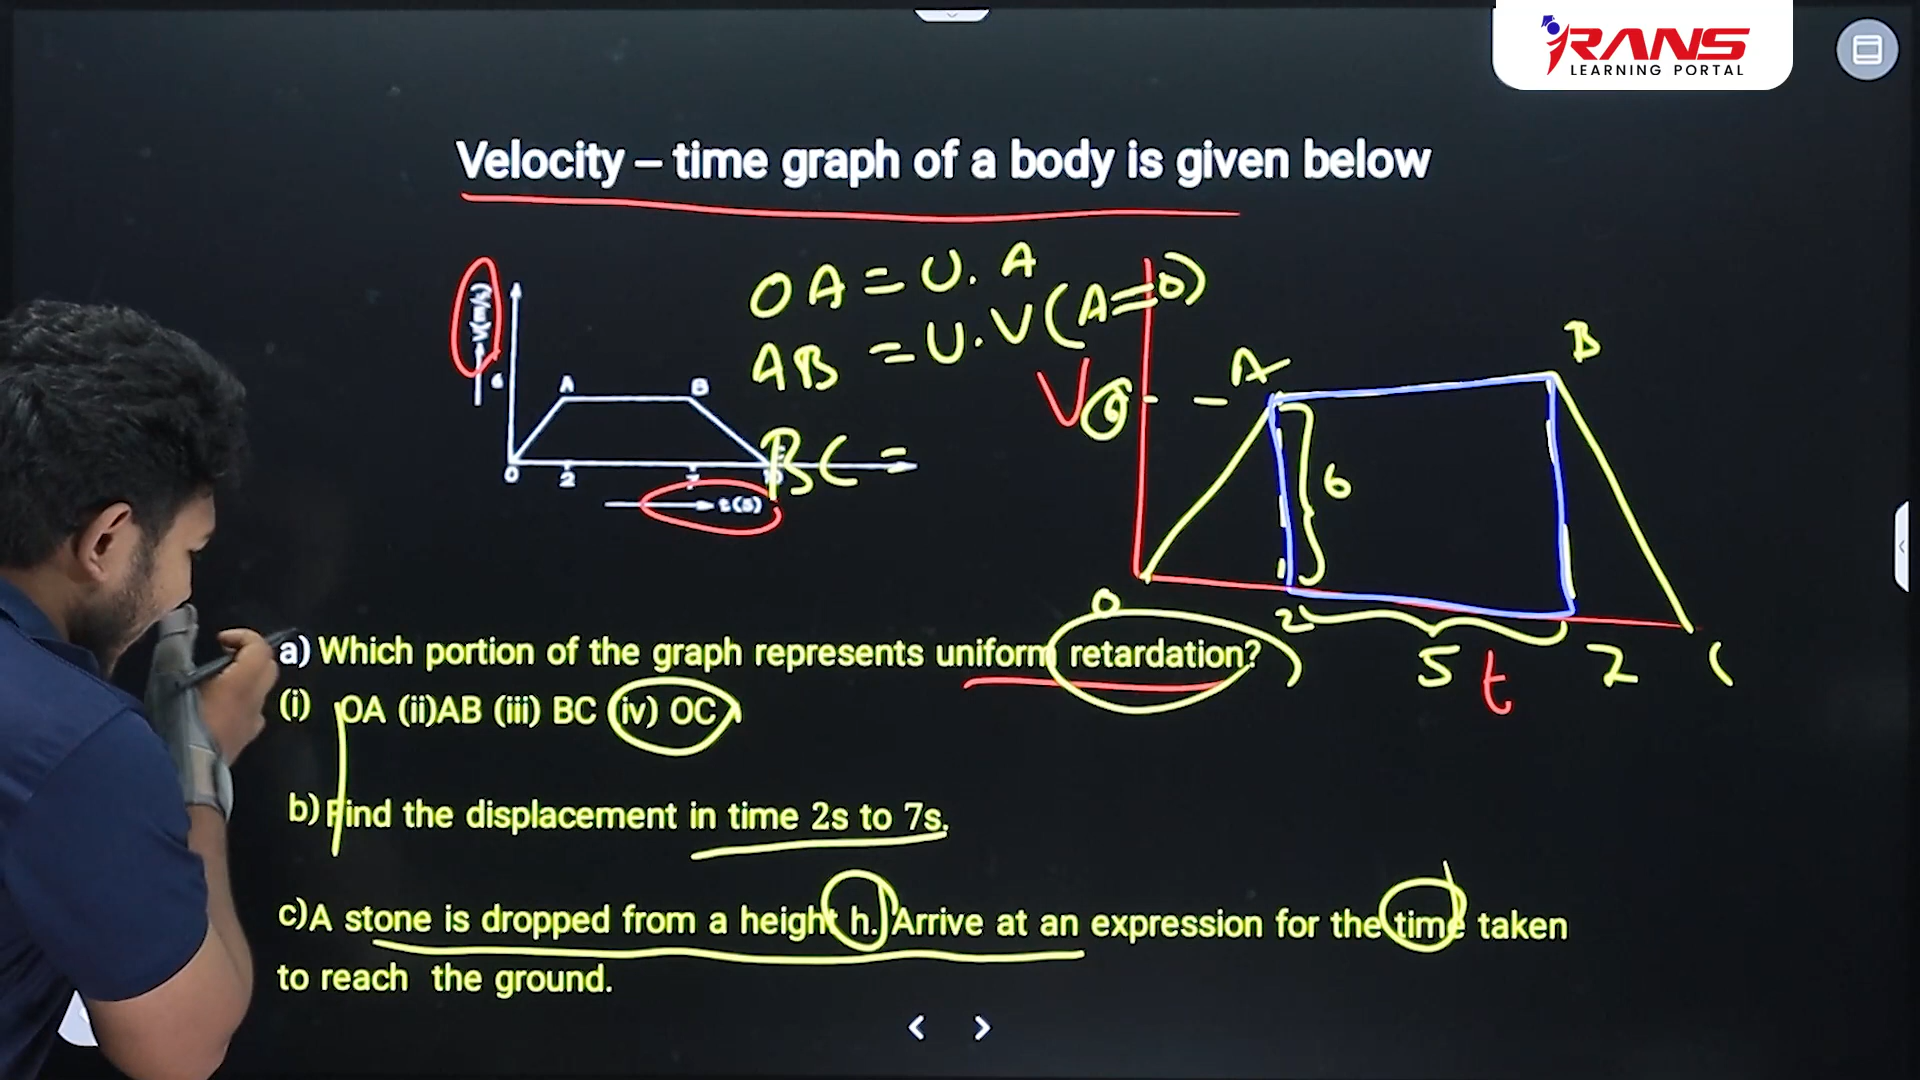 RANS
LEARNING PORTAL
Velocity – time graph of a body is given below
V(m/s)
6
A
B
0
2
7
10
t(s)
OA = U. A
AB = U. V (A=0)
BC =
V
6
A
B
6
O
2
5
t
7
C
a) Which portion of the graph represents uniform retardation?
(i) OA (ii)AB (iii) BC (iv) OC
b) Find the displacement in time 2s to 7s.
c)A stone is dropped from a height h. Arrive at an expression for the time taken
to reach the ground.